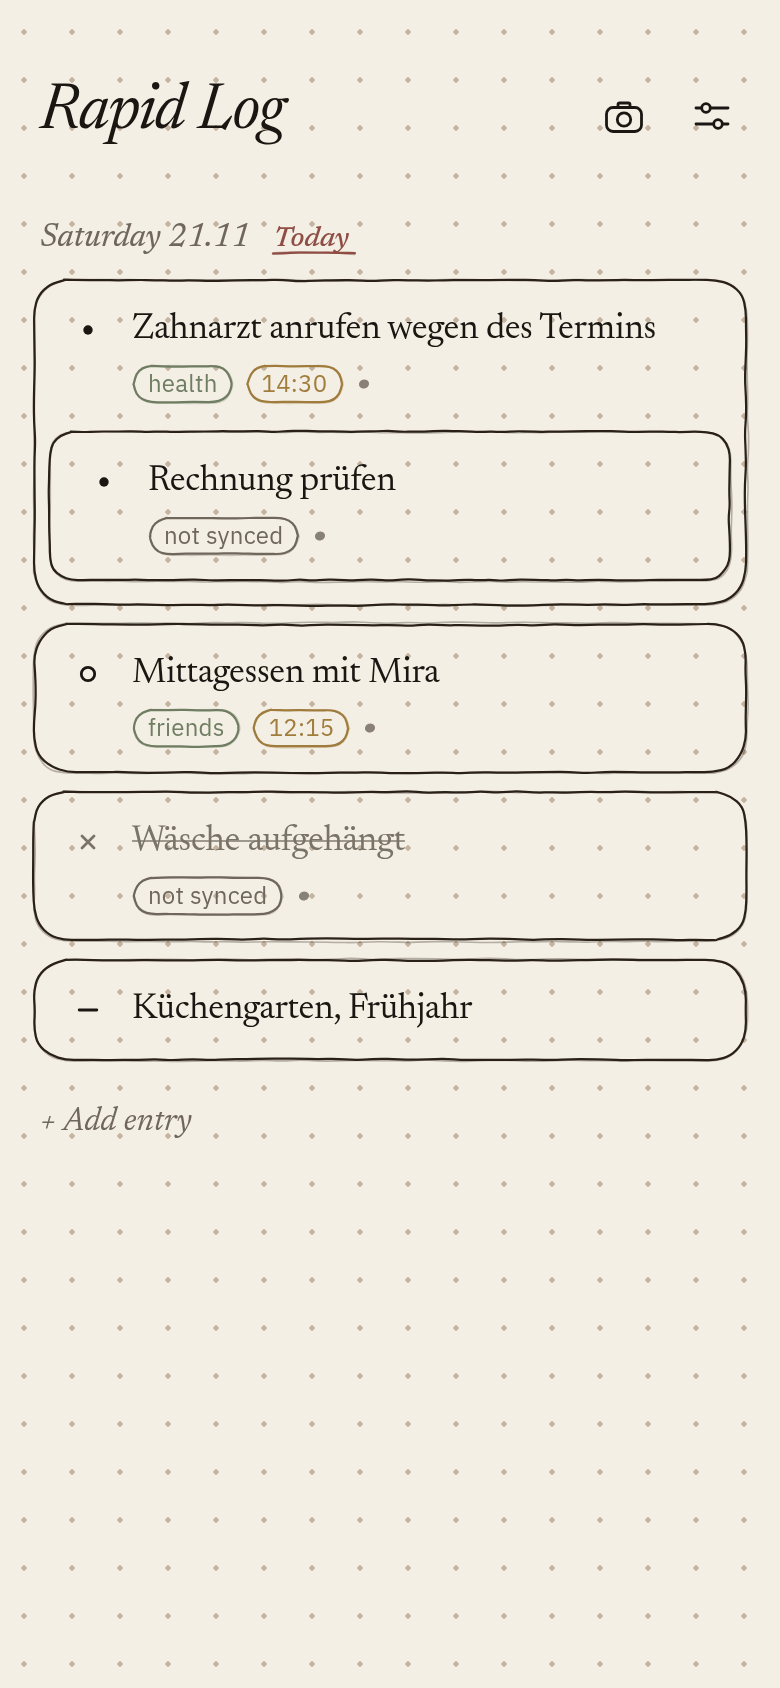 Rapid Log
Saturday 21.11 Today
• Zahnarzt anrufen wegen des Termins
health 14:30 •
• Rechnung prüfen
not synced •
○ Mittagessen mit Mira
friends 12:15 •
× Wäsche aufgehängt
not synced •
– Küchengarten, Frühjahr
+ Add entry